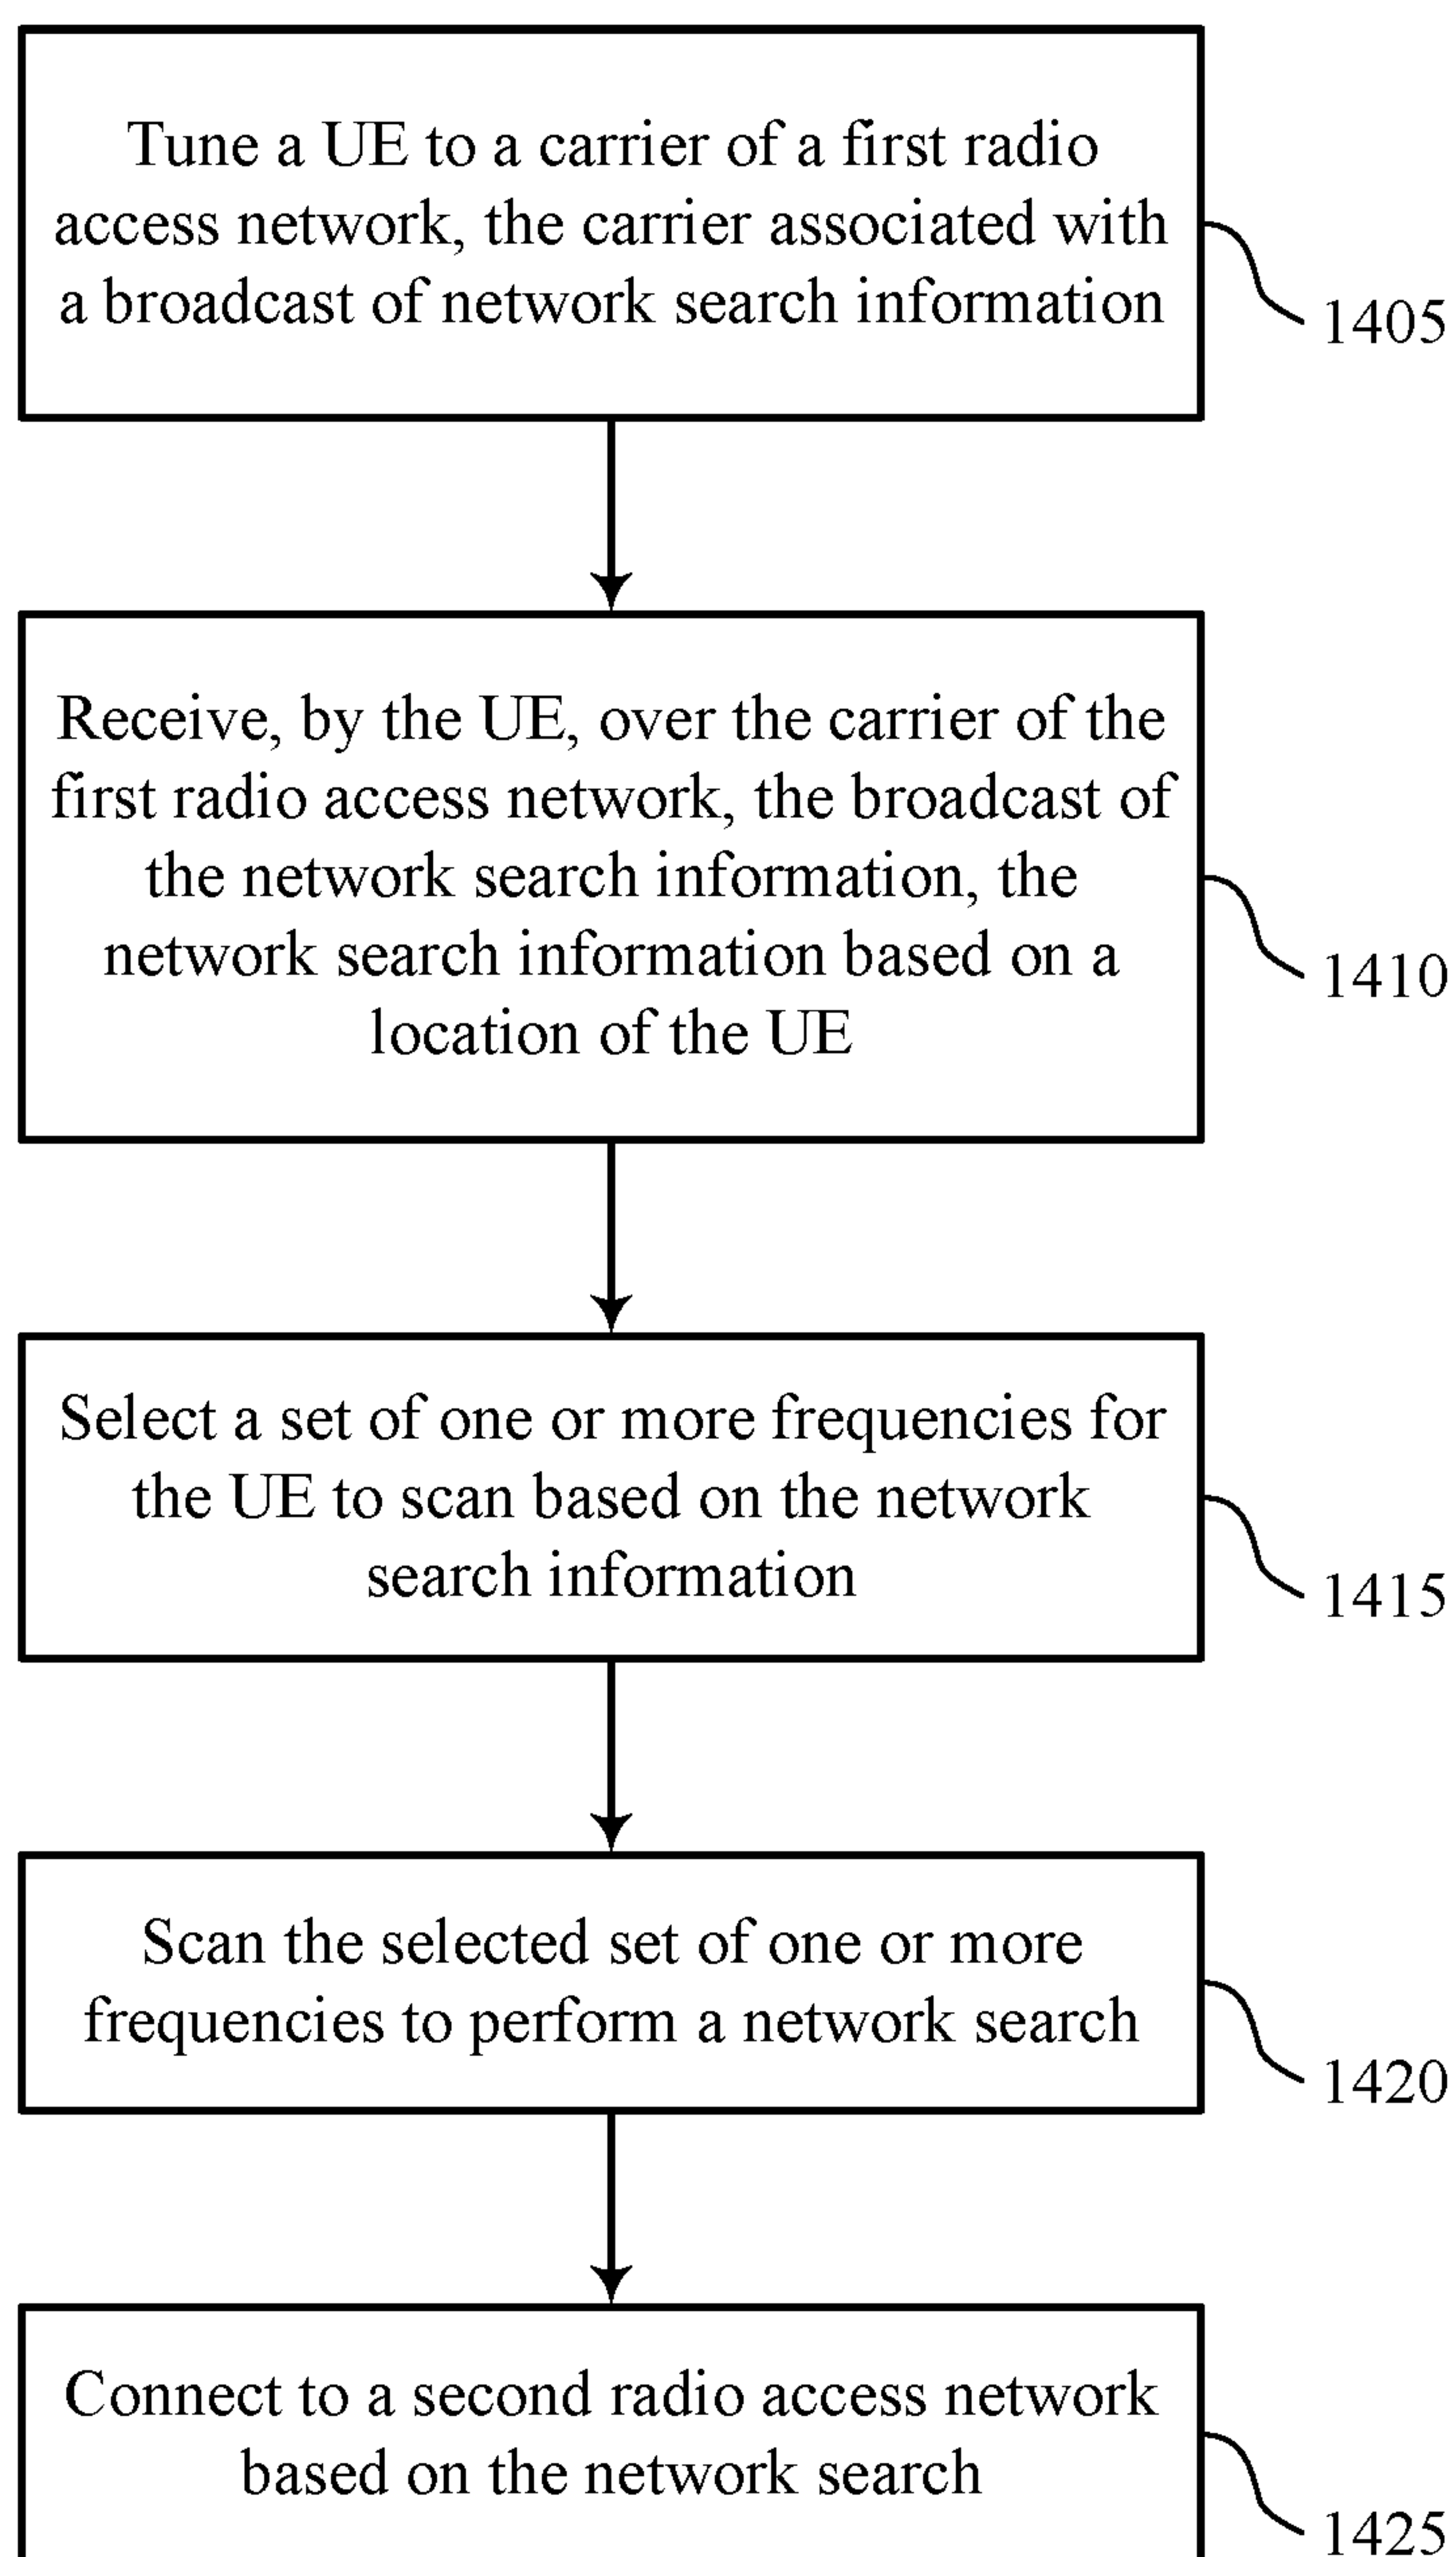 Tune a UE to a carrier of a first radio
access network, the carrier associated with
a broadcast of network search information
1405
Receive, by the UE, over the carrier of the
first radio access network, the broadcast of
the network search information, the
network search information based on a
location of the UE
1410
Select a set of one or more frequencies for
the UE to scan based on the network
search information
1415
Scan the selected set of one or more
frequencies to perform a network search
1420
Connect to a second radio access network
based on the network search
1425